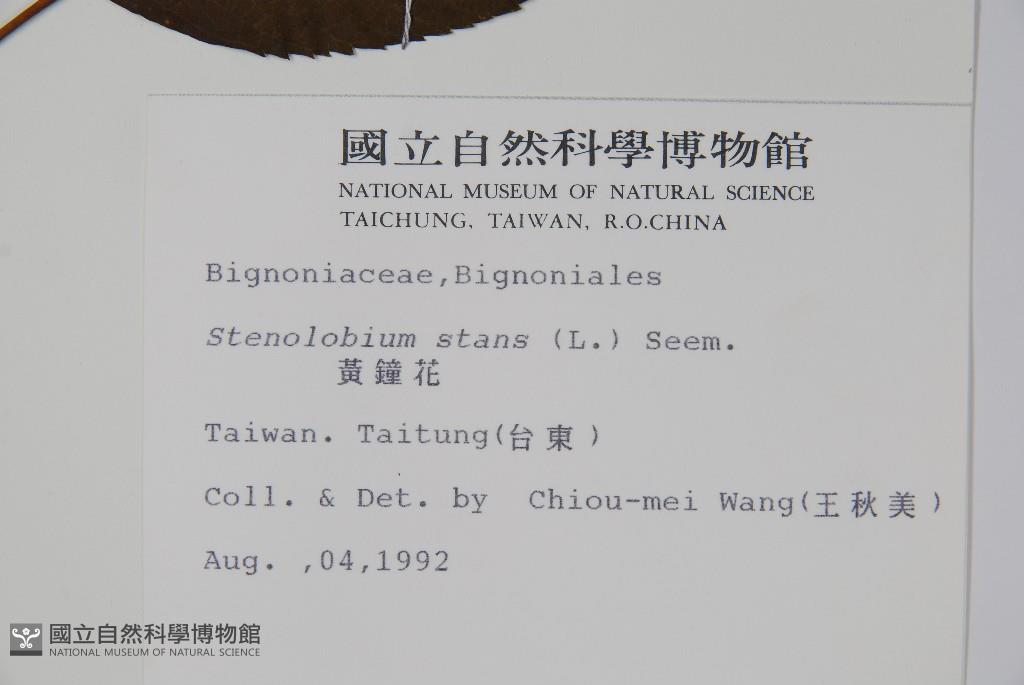 國立自然科學博物館
NATIONAL MUSEUM OF NATURAL SCIENCE
TAICHUNG, TAIWAN, R.O.CHINA
Bignoniaceae,Bignoniales
Stenolobium stans (L.) Seem.
黃鐘花
Taiwan. Taitung(台東)
Coll. & Det. by Chiou-mei Wang(王秋美)
Aug. ,04,1992
國立自然科學博物館
NATIONAL MUSEUM OF NATURAL SCIENCE